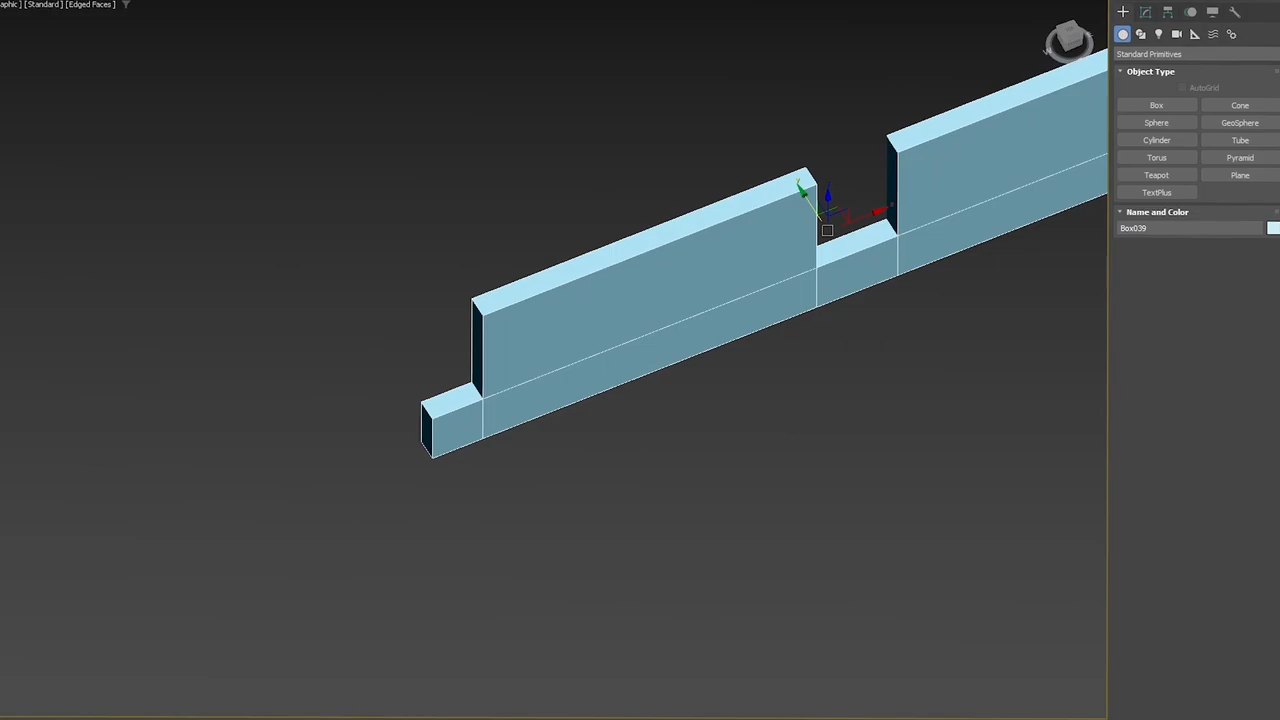 aphic ] [Standard ] [Edged Faces ]
Standard Primitives
Object Type
AutoGrid
Box Cone
Sphere GeoSphere
Cylinder Tube
Torus Pyramid
Teapot Plane
TextPlus
Name and Color
Box039